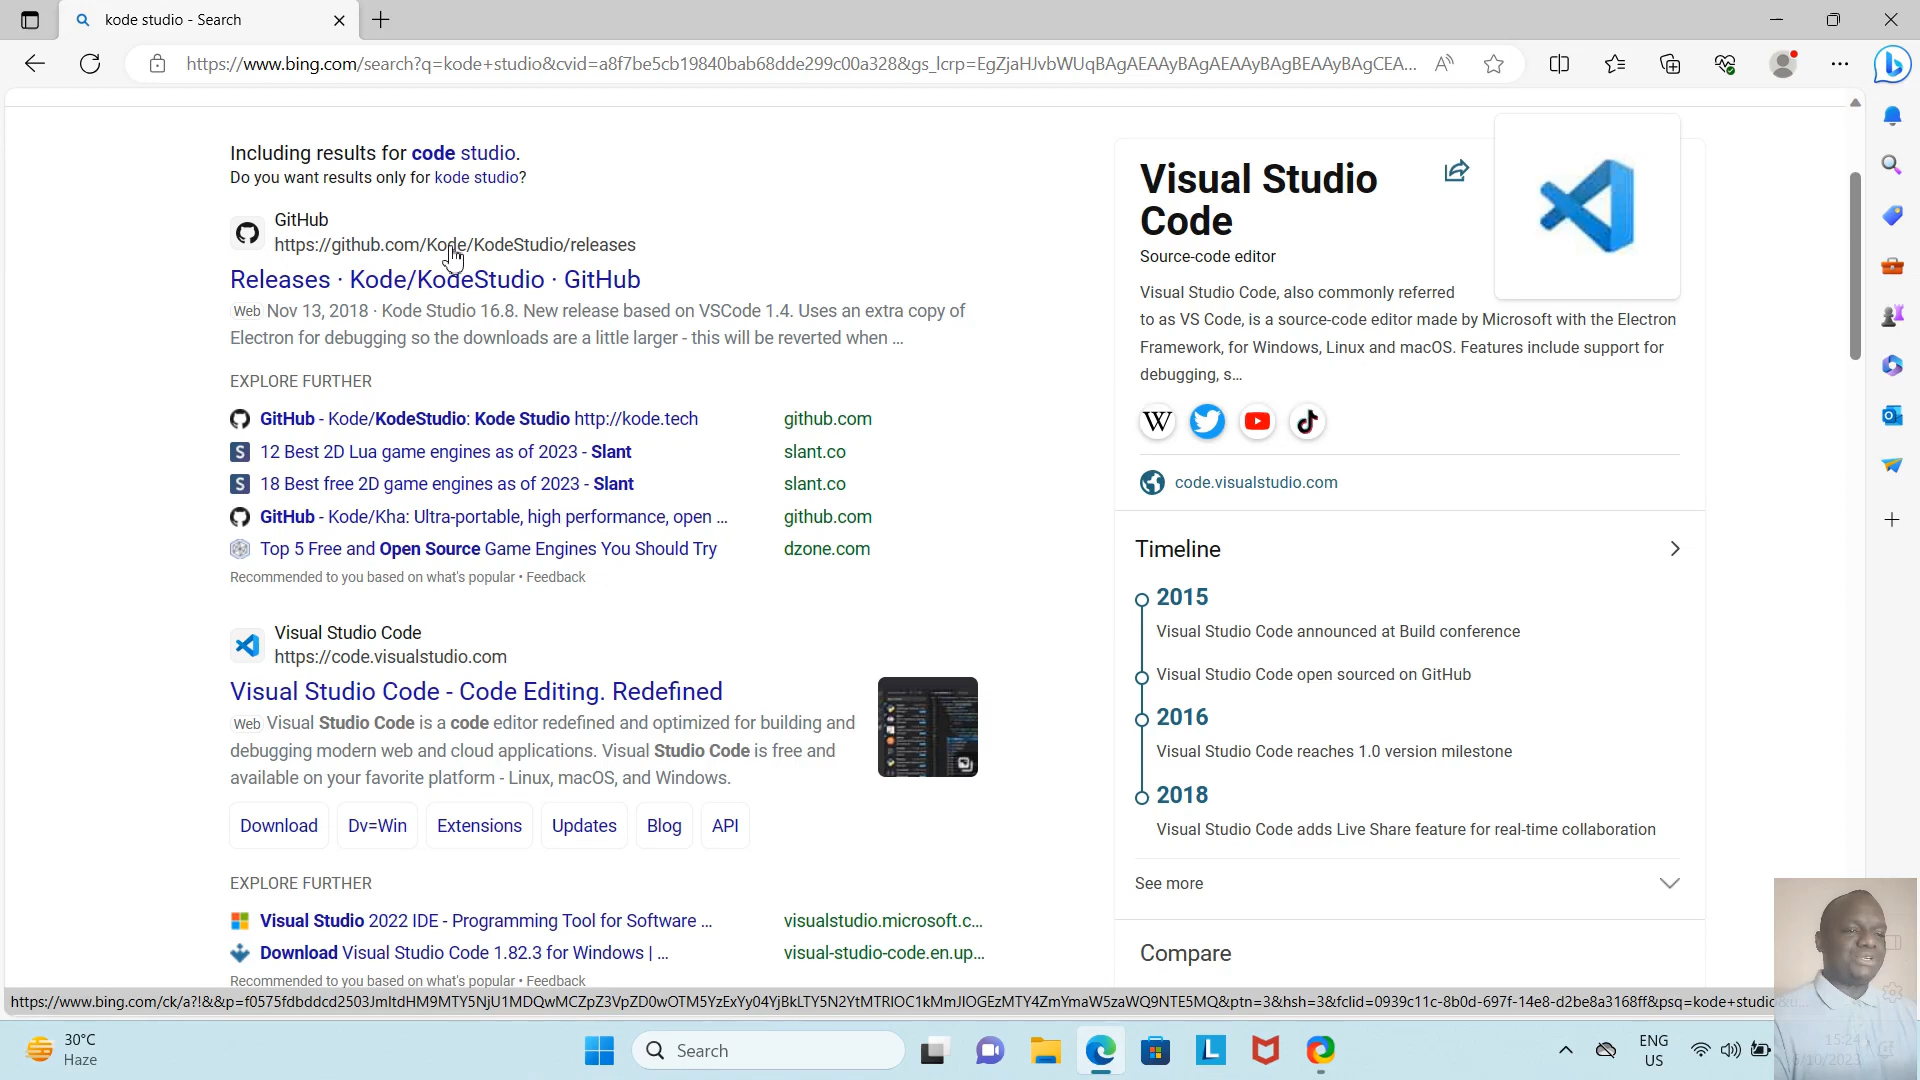 kode studio - Search
https://www.bing.com/search?q=kode+studio&cvid=a8f7be5cb19840bab68dde299c00a328&gs_lcrp=EgZjaHJvbWUqBAgAEAAyBAgAEAAyBAgBEAAyBAgCEA...
Including results for code studio.
Do you want results only for kode studio?
GitHub
https://github.com/Kode/KodeStudio/releases
Releases · Kode/KodeStudio · GitHub
Web Nov 13, 2018 · Kode Studio 16.8. New release based on VSCode 1.4. Uses an extra copy of
Electron for debugging so the downloads are a little larger - this will be reverted when ...
EXPLORE FURTHER
GitHub - Kode/KodeStudio: Kode Studio http://kode.tech github.com
12 Best 2D Lua game engines as of 2023 - Slant slant.co
18 Best free 2D game engines as of 2023 - Slant slant.co
GitHub - Kode/Kha: Ultra-portable, high performance, open ... github.com
Top 5 Free and Open Source Game Engines You Should Try dzone.com
Recommended to you based on what's popular • Feedback
Visual Studio Code
https://code.visualstudio.com
Visual Studio Code - Code Editing. Redefined
Web Visual Studio Code is a code editor redefined and optimized for building and
debugging modern web and cloud applications. Visual Studio Code is free and
available on your favorite platform - Linux, macOS, and Windows.
Download Dv=Win Extensions Updates Blog API
EXPLORE FURTHER
Visual Studio 2022 IDE - Programming Tool for Software ... visualstudio.microsoft.c...
Download Visual Studio Code 1.82.3 for Windows | ... visual-studio-code.en.up...
Recommended to you based on what's popular • Feedback
Visual Studio
Code
Source-code editor
Visual Studio Code, also commonly referred
to as VS Code, is a source-code editor made by Microsoft with the Electron
Framework, for Windows, Linux and macOS. Features include support for
debugging, s...
code.visualstudio.com
Timeline
2015
Visual Studio Code announced at Build conference
Visual Studio Code open sourced on GitHub
2016
Visual Studio Code reaches 1.0 version milestone
2018
Visual Studio Code adds Live Share feature for real-time collaboration
See more
Compare
30°C
Haze
Search
ENG
US
15:24